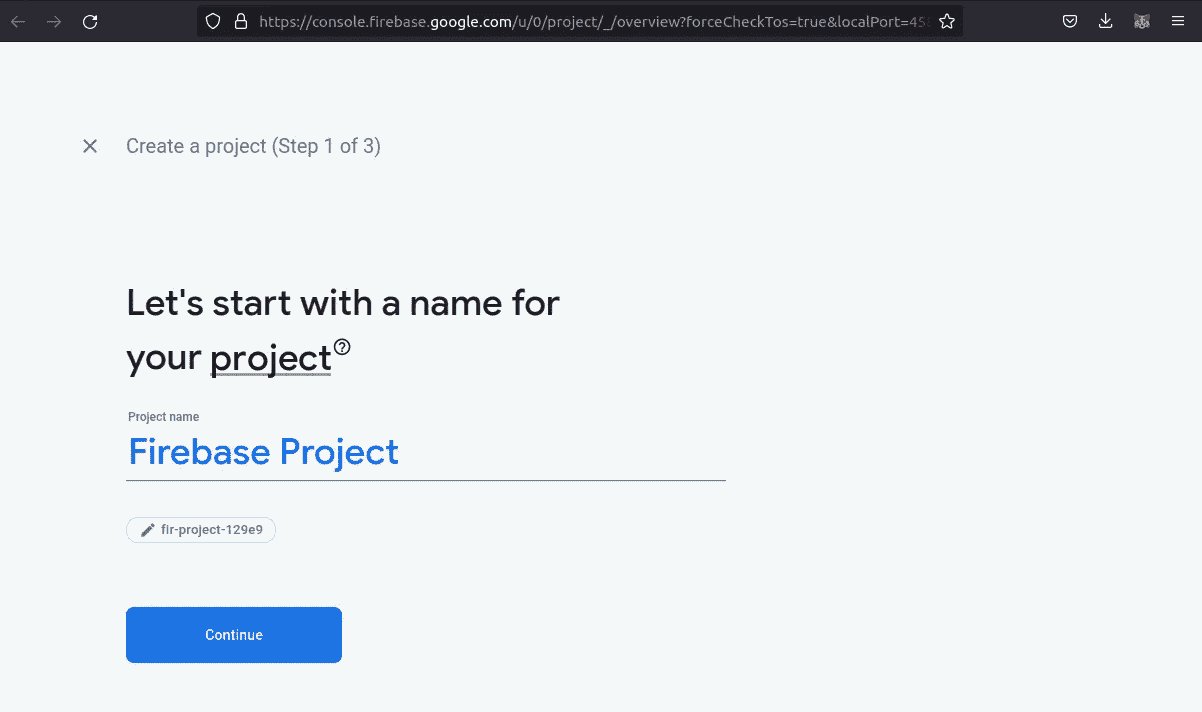 https://console.firebase.google.com/u/0/project/_/overview?forceCheckTos=true&localPort=45
Create a project (Step 1 of 3)
Let's start with a name for
your project
Project name
Firebase Project
fir-project-129e9
Continue